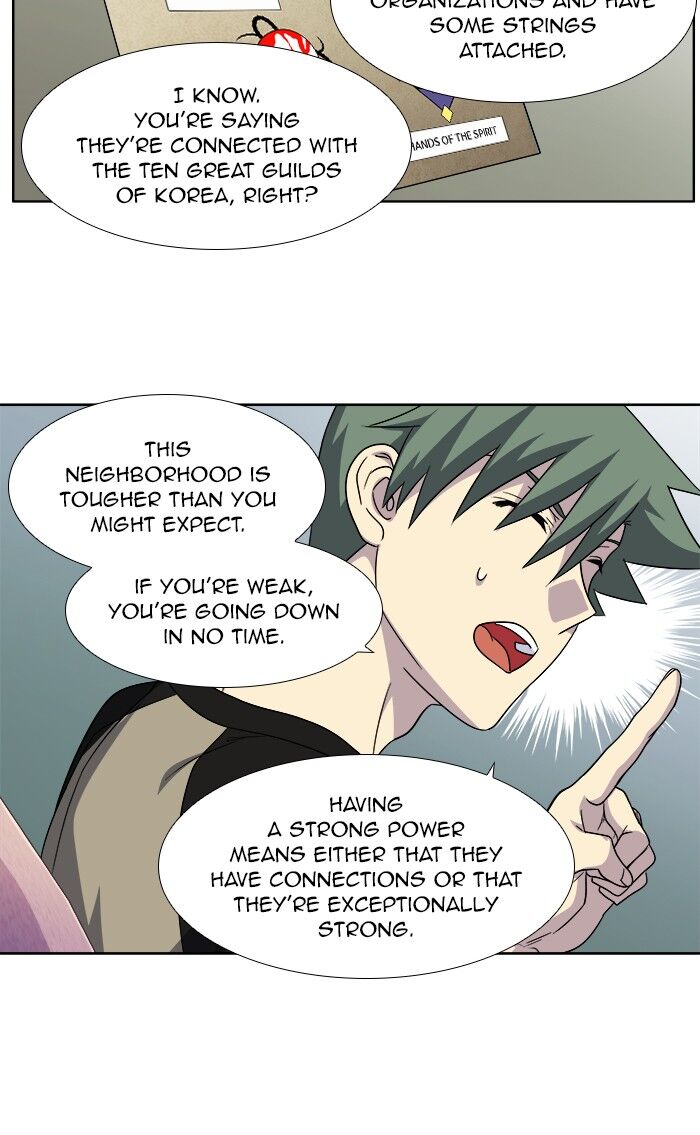 ORGANIZATIONS AND HAVE
SOME STRINGS
ATTACHED.
I KNOW.
YOU'RE SAYING
THEY'RE CONNECTED WITH
THE TEN GREAT GUILDS
OF KOREA, RIGHT?
HANDS OF THE SPIRIT
THIS
NEIGHBORHOOD IS
TOUGHER THAN YOU
MIGHT EXPECT.
IF YOU'RE WEAK,
YOU'RE GOING DOWN
IN NO TIME.
HAVING
A STRONG POWER
MEANS EITHER THAT THEY
HAVE CONNECTIONS OR THAT
THEY'RE EXCEPTIONALLY
STRONG.